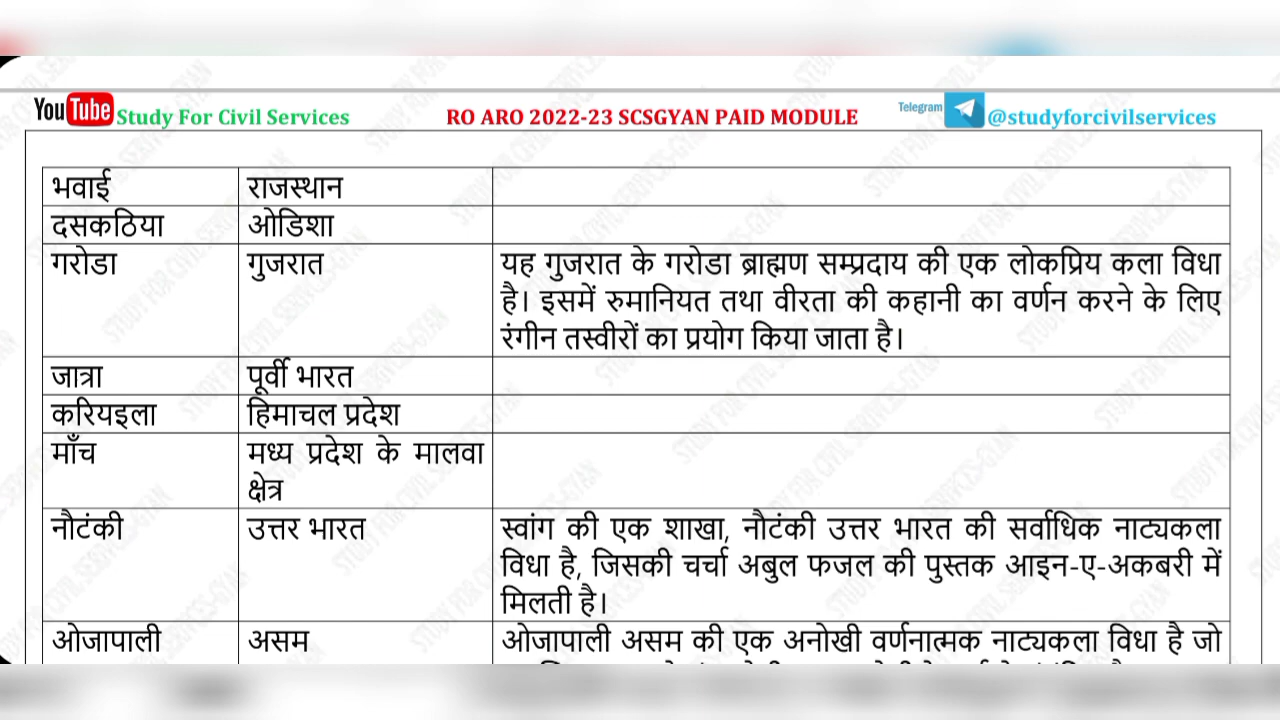 YouTube Study For Civil Services RO ARO 2022-23 SCSGYAN PAID MODULE Telegram @studyforcivilservices
भवाई राजस्थान
दसकठिया ओडिशा
गरोडा गुजरात यह गुजरात के गरोडा ब्राह्मण सम्प्रदाय की एक लोकप्रिय कला विधा
है। इसमें रुमानियत तथा वीरता की कहानी का वर्णन करने के लिए
रंगीन तस्वीरों का प्रयोग किया जाता है।
जात्रा पूर्वी भारत
करियइला हिमाचल प्रदेश
माँच मध्य प्रदेश के मालवा
क्षेत्र
नौटंकी उत्तर भारत स्वांग की एक शाखा, नौटंकी उत्तर भारत की सर्वाधिक नाट्यकला
विधा है, जिसकी चर्चा अबुल फजल की पुस्तक आइन-ए-अकबरी में
मिलती है।
ओजापाली असम ओजापाली असम की एक अनोखी वर्णनात्मक नाट्यकला विधा है जो